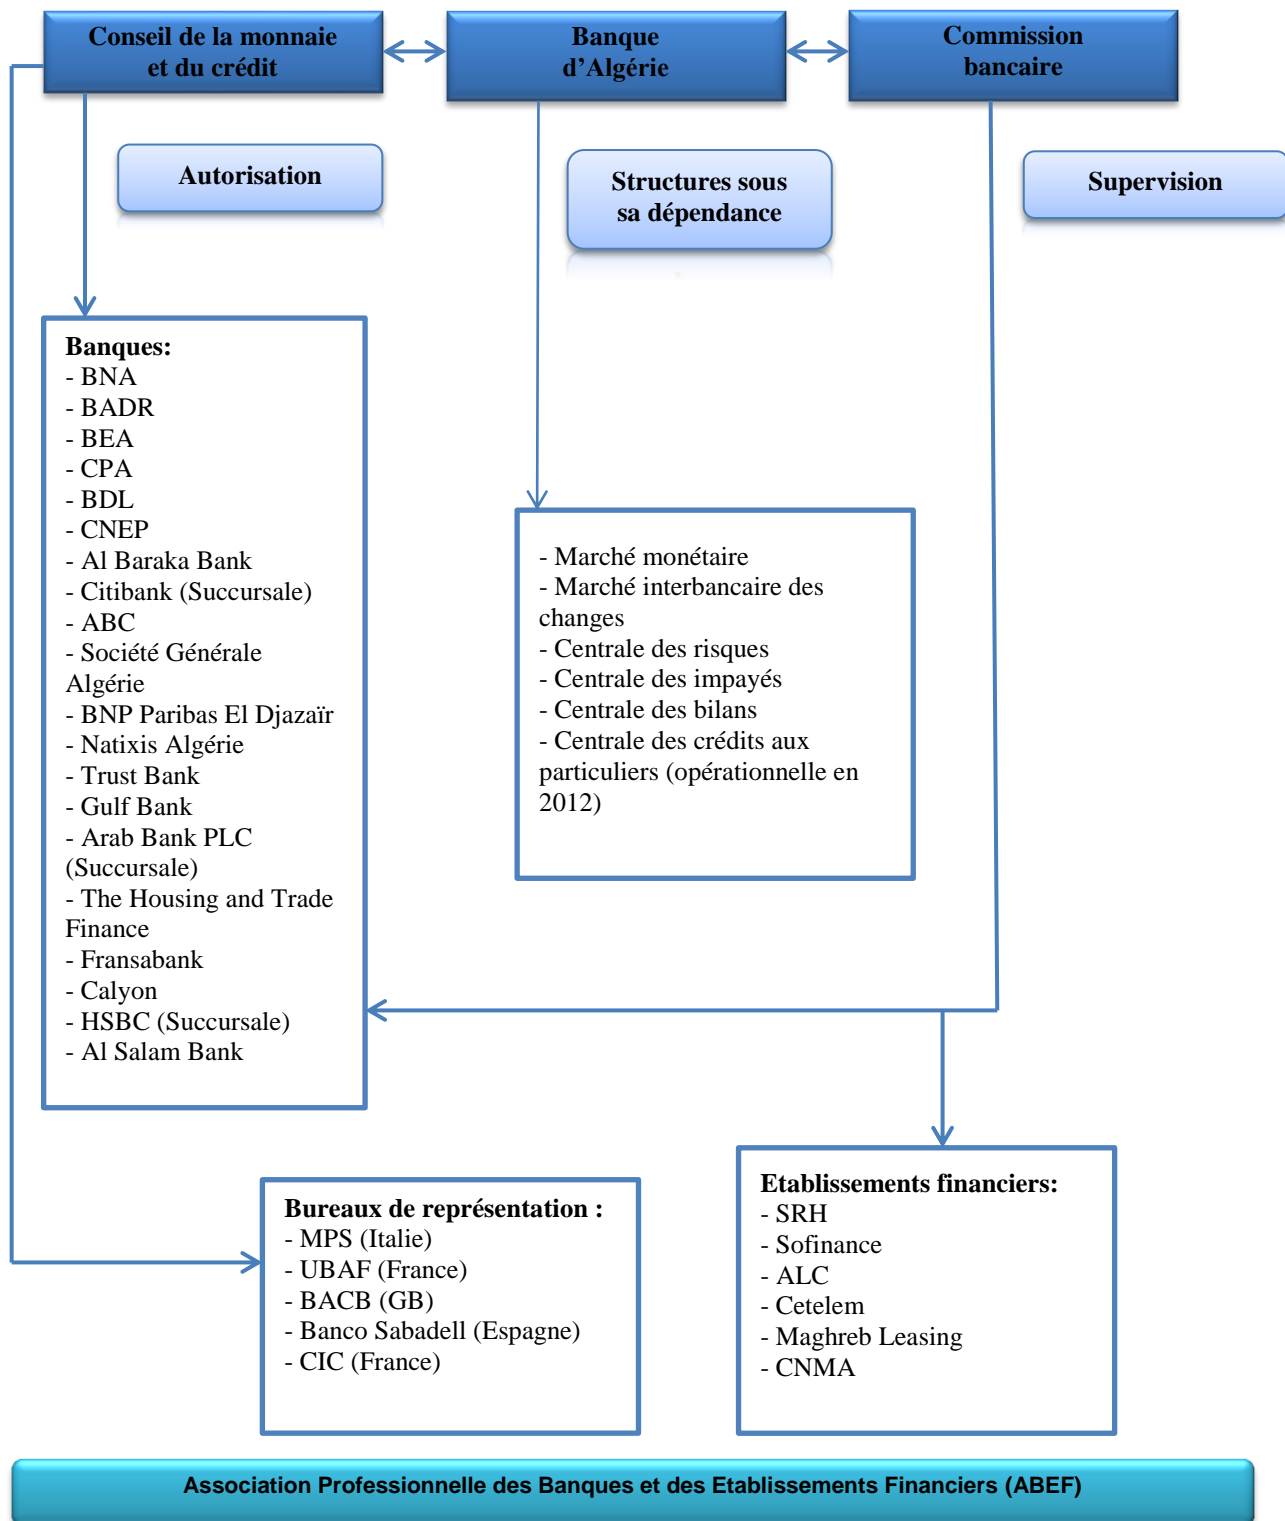 Conseil de la monnaie
et du crédit
Banque
d’Algérie
Commission
bancaire
Autorisation
Structures sous
sa dépendance
Supervision
Banques:
- BNA
- BADR
- BEA
- CPA
- BDL
- CNEP
- Al Baraka Bank
- Citibank (Succursale)
- ABC
- Société Générale
Algérie
- BNP Paribas El Djazaïr
- Natixis Algérie
- Trust Bank
- Gulf Bank
- Arab Bank PLC
(Succursale)
- The Housing and Trade
Finance
- Fransabank
- Calyon
- HSBC (Succursale)
- Al Salam Bank
- Marché monétaire
- Marché interbancaire des
changes
- Centrale des risques
- Centrale des impayés
- Centrale des bilans
- Centrale des crédits aux
particuliers (opérationnelle en
2012)
Bureaux de représentation :
- MPS (Italie)
- UBAF (France)
- BACB (GB)
- Banco Sabadell (Espagne)
- CIC (France)
Etablissements financiers:
- SRH
- Sofinance
- ALC
- Cetelem
- Maghreb Leasing
- CNMA
Association Professionnelle des Banques et des Etablissements Financiers (ABEF)